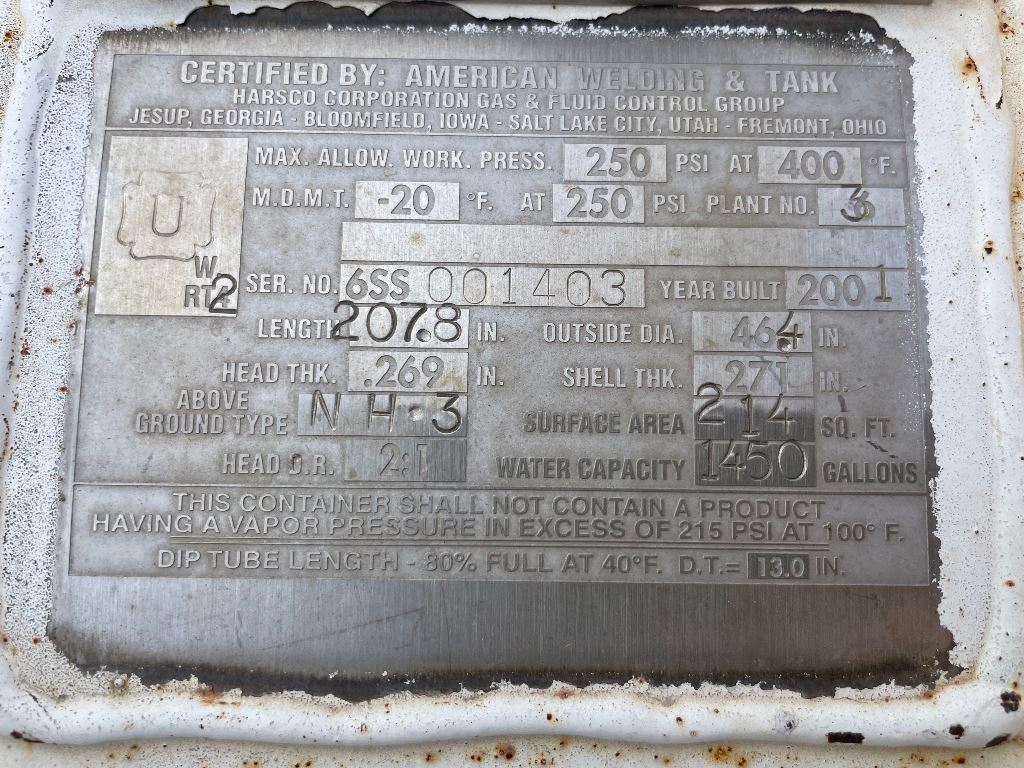 CERTIFIED BY: AMERICAN WELDING & TANK
HARSCO CORPORATION GAS & FLUID CONTROL GROUP
JESUP, GEORGIA - BLOOMFIELD, IOWA - SALT LAKE CITY, UTAH - FREMONT, OHIO
MAX. ALLOW. WORK. PRESS. 250 PSI AT 400 °F.
U
M.D.M.T. -20 °F. AT 250 PSI PLANT NO. 3
W
RT 2
SER. NO. 6SS 001403 YEAR BUILT 2001
LENGTH 207.8 IN. OUTSIDE DIA. 46.4 IN.
HEAD THK. .269 IN. SHELL THK. .271 IN.
ABOVE
GROUND TYPE N H 3 SURFACE AREA 214 SQ. FT.
HEAD D.R. 2:1 WATER CAPACITY 1450 GALLONS
THIS CONTAINER SHALL NOT CONTAIN A PRODUCT
HAVING A VAPOR PRESSURE IN EXCESS OF 215 PSI AT 100° F.
DIP TUBE LENGTH - 80% FULL AT 40°F. D.T.= 13.0 IN.